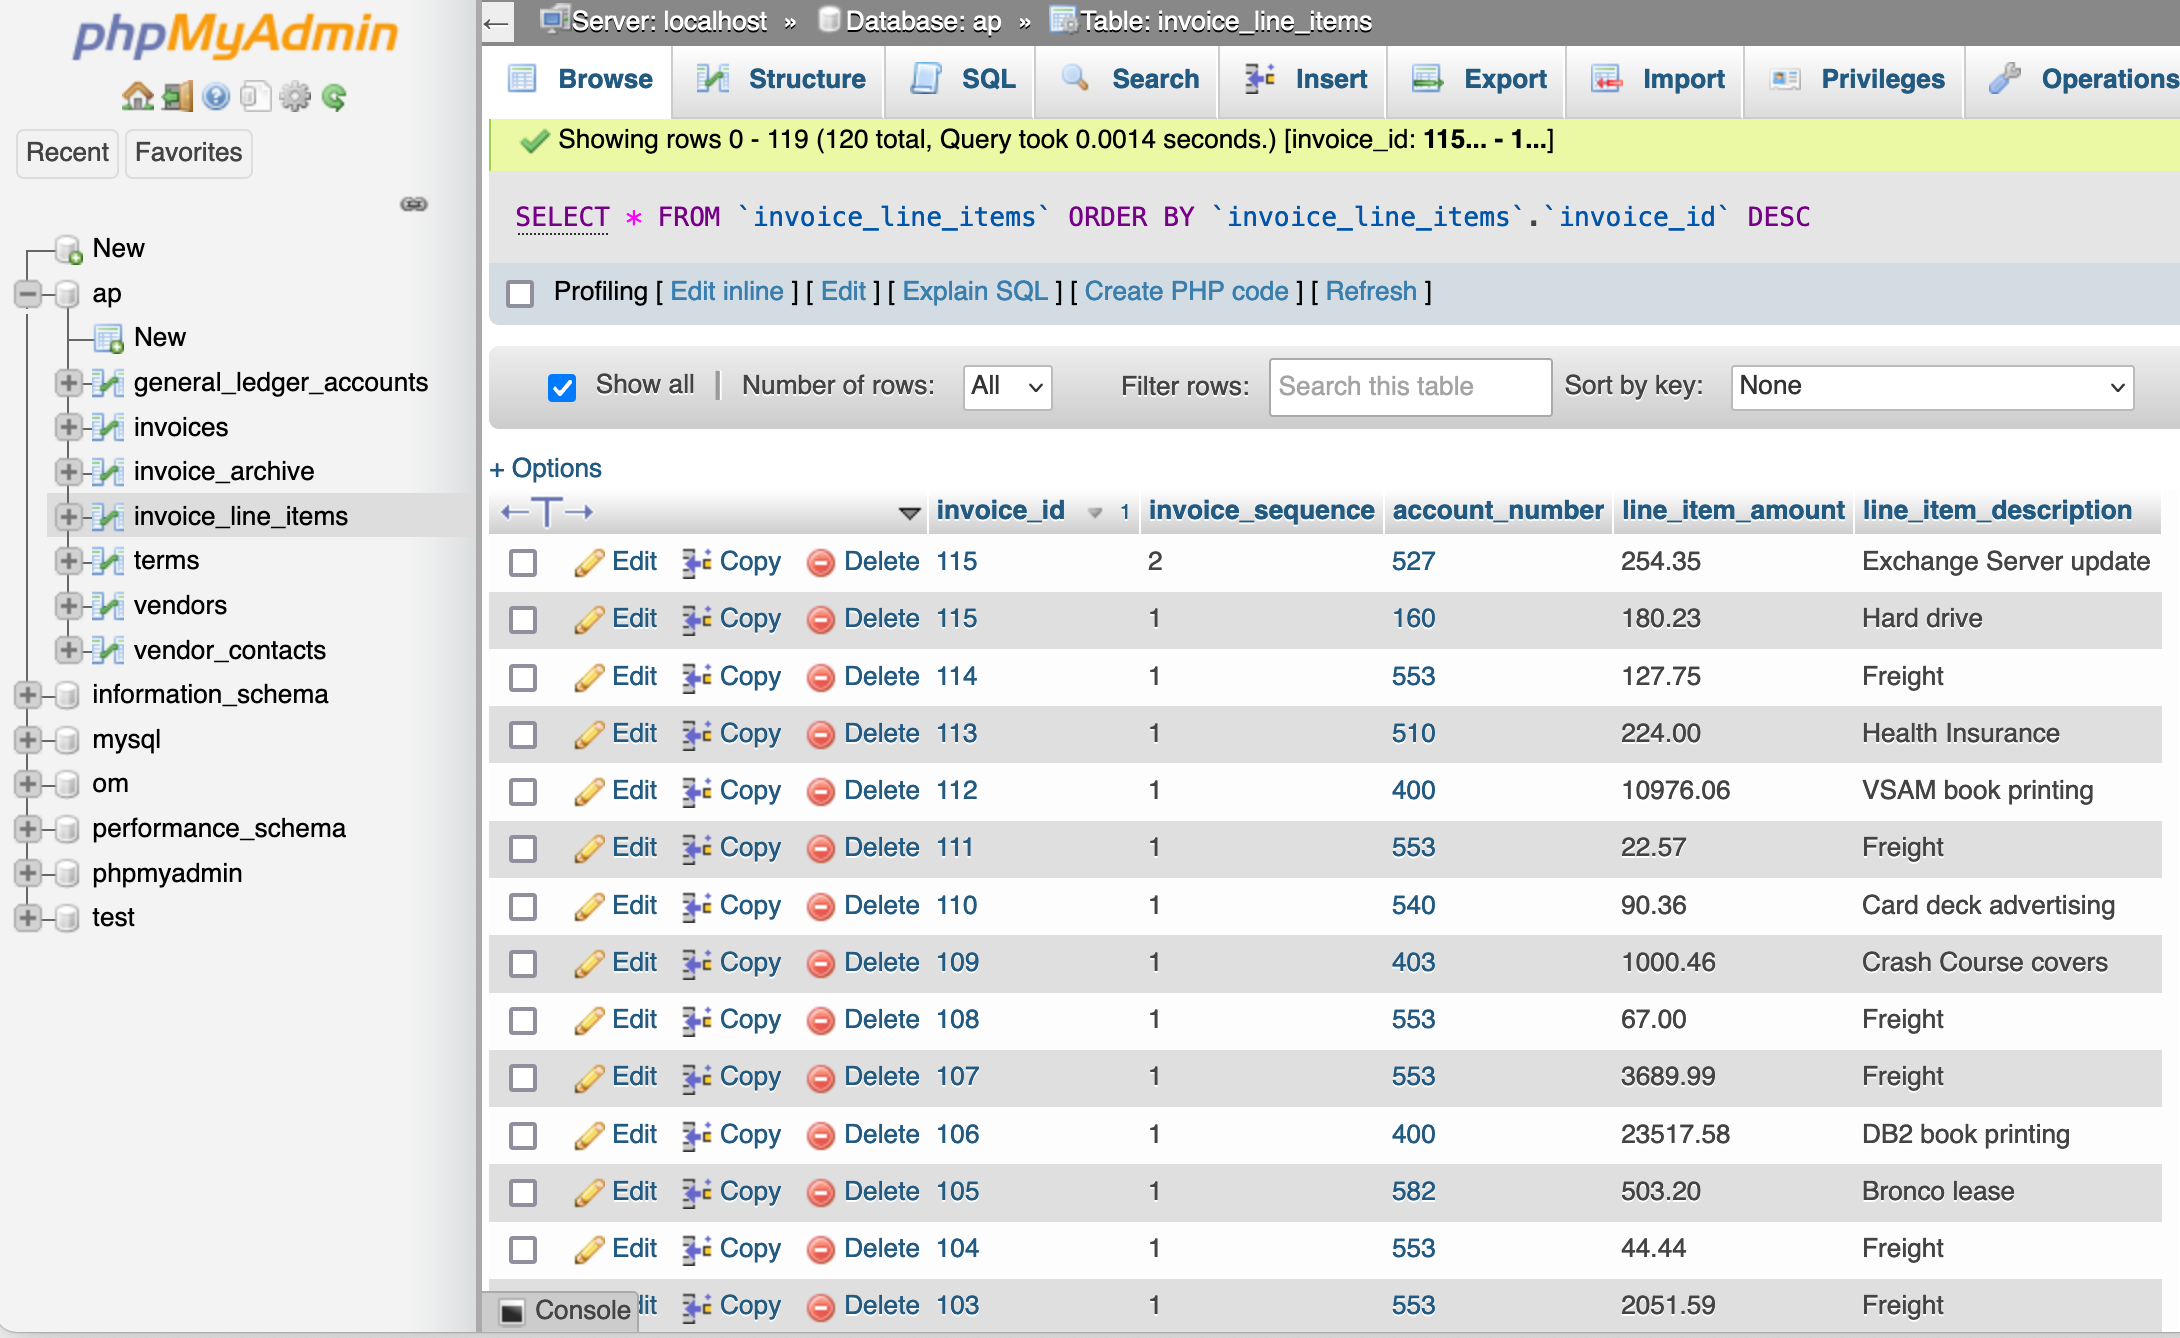 phpMyAdmin
Recent Favorites
New
ap
New
general_ledger_accounts
invoices
invoice_archive
invoice_line_items
terms
vendors
vendor_contacts
information_schema
mysql
om
performance_schema
phpmyadmin
test
← Server: localhost » Database: ap » Table: invoice_line_items
Browse Structure SQL Search Insert Export Import Privileges Operations
Showing rows 0 - 119 (120 total, Query took 0.0014 seconds.) [invoice_id: 115... - 1...]
SELECT * FROM `invoice_line_items` ORDER BY `invoice_line_items`.`invoice_id` DESC
Profiling [ Edit inline ] [ Edit ] [ Explain SQL ] [ Create PHP code ] [ Refresh ]
Show all | Number of rows: All Filter rows: Search this table Sort by key: None
+ Options
←T→ invoice_id 1 invoice_sequence account_number line_item_amount line_item_description
Edit Copy Delete 115 2 527 254.35 Exchange Server update
Edit Copy Delete 115 1 160 180.23 Hard drive
Edit Copy Delete 114 1 553 127.75 Freight
Edit Copy Delete 113 1 510 224.00 Health Insurance
Edit Copy Delete 112 1 400 10976.06 VSAM book printing
Edit Copy Delete 111 1 553 22.57 Freight
Edit Copy Delete 110 1 540 90.36 Card deck advertising
Edit Copy Delete 109 1 403 1000.46 Crash Course covers
Edit Copy Delete 108 1 553 67.00 Freight
Edit Copy Delete 107 1 553 3689.99 Freight
Edit Copy Delete 106 1 400 23517.58 DB2 book printing
Edit Copy Delete 105 1 582 503.20 Bronco lease
Edit Copy Delete 104 1 553 44.44 Freight
Console dit Copy Delete 103 1 553 2051.59 Freight